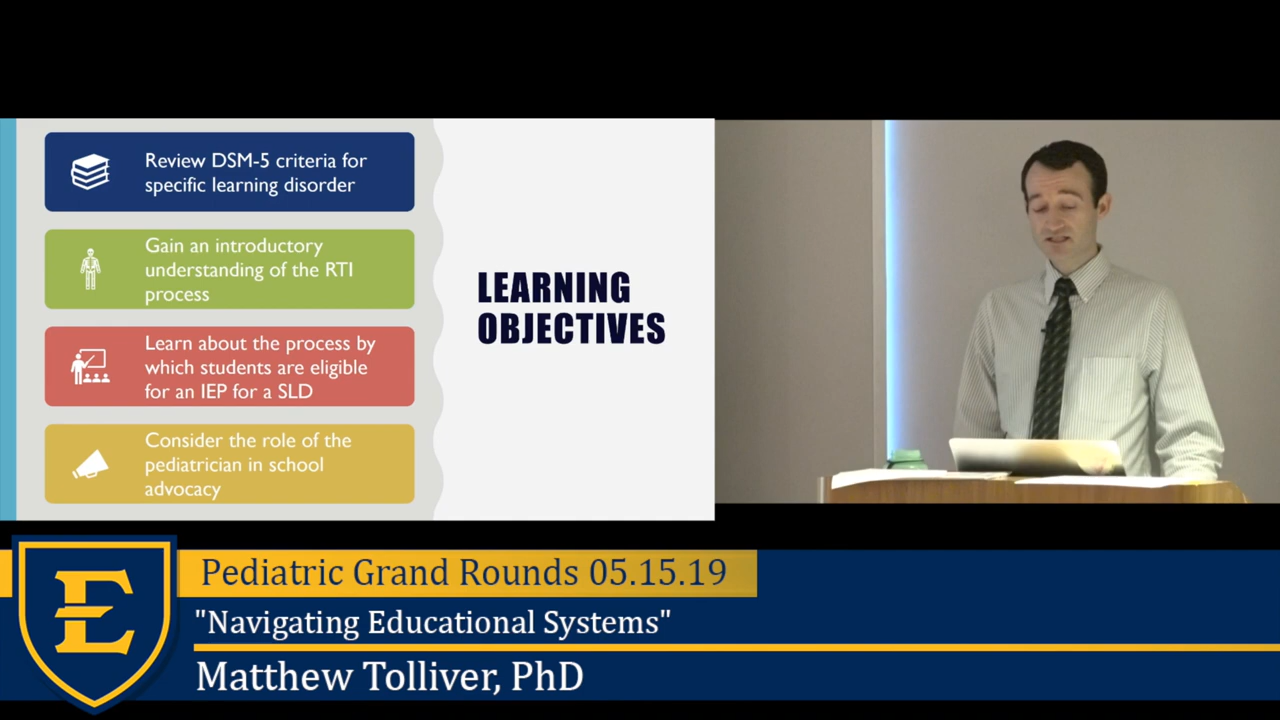 Review DSM-5 criteria for
specific learning disorder
Gain an introductory
understanding of the RTI
process
Learn about the process by
which students are eligible
for an IEP for a SLD
Consider the role of the
pediatrician in school
advocacy
LEARNING
OBJECTIVES
E
Pediatric Grand Rounds 05.15.19
"Navigating Educational Systems"
Matthew Tolliver, PhD